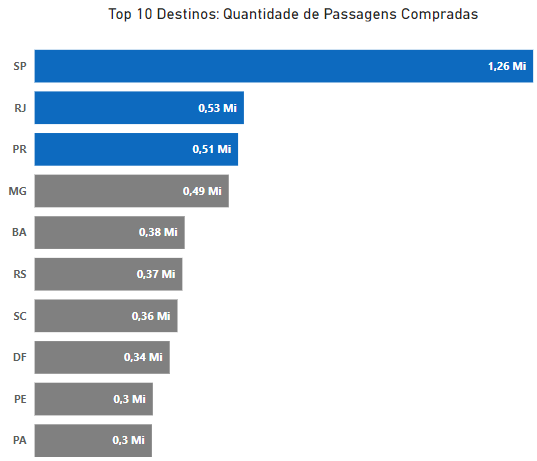 Top 10 Destinos: Quantidade de Passagens Compradas
SP 1,26 Mi
RJ 0,53 Mi
PR 0,51 Mi
MG 0,49 Mi
BA 0,38 Mi
RS 0,37 Mi
SC 0,36 Mi
DF 0,34 Mi
PE 0,3 Mi
PA 0,3 Mi